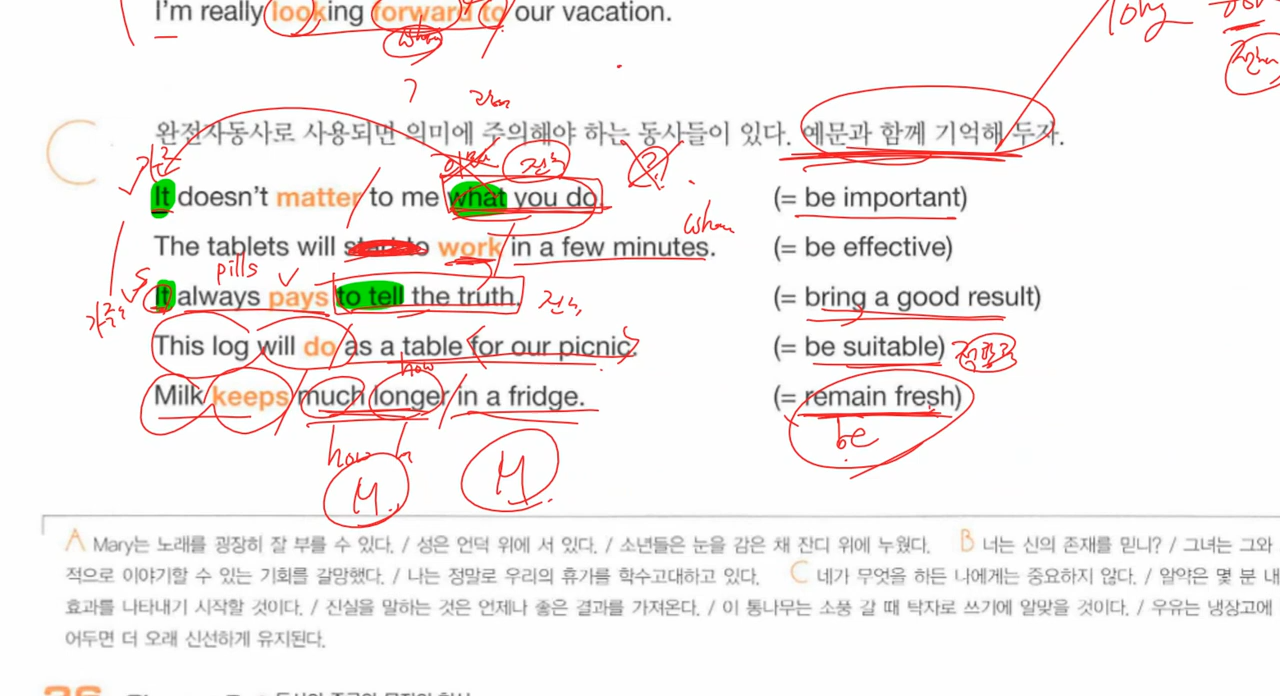 I'm really looking forward to our vacation.
when
long
?
C 완전자동사로 사용되면 의미에 주의해야 하는 동사들이 있다. 예문과 함께 기억해 두자.
?
It doesn't matter to me what you do. (= be important)
when
The tablets will start to work in a few minutes. (= be effective)
pills
S
It always pays to tell the truth. (= bring a good result)
This log will do as a table for our picnic. (= be suitable)
how
Milk keeps much longer in a fridge. (= remain fresh)
be
how
M M
A Mary는 노래를 굉장히 잘 부를 수 있다. / 성은 언덕 위에 서 있다. / 소년들은 눈을 감은 채 잔디 위에 누웠다. B 너는 신의 존재를 믿니? / 그녀는 그와
적으로 이야기할 수 있는 기회를 갈망했다. / 나는 정말로 우리의 휴가를 학수고대하고 있다. C 네가 무엇을 하든 나에게는 중요하지 않다. / 알약은 몇 분 내
효과를 나타내기 시작할 것이다. / 진실을 말하는 것은 언제나 좋은 결과를 가져온다. / 이 통나무는 소풍 갈 때 탁자로 쓰기에 알맞을 것이다. / 우유는 냉장고에
어두면 더 오래 신선하게 유지된다.